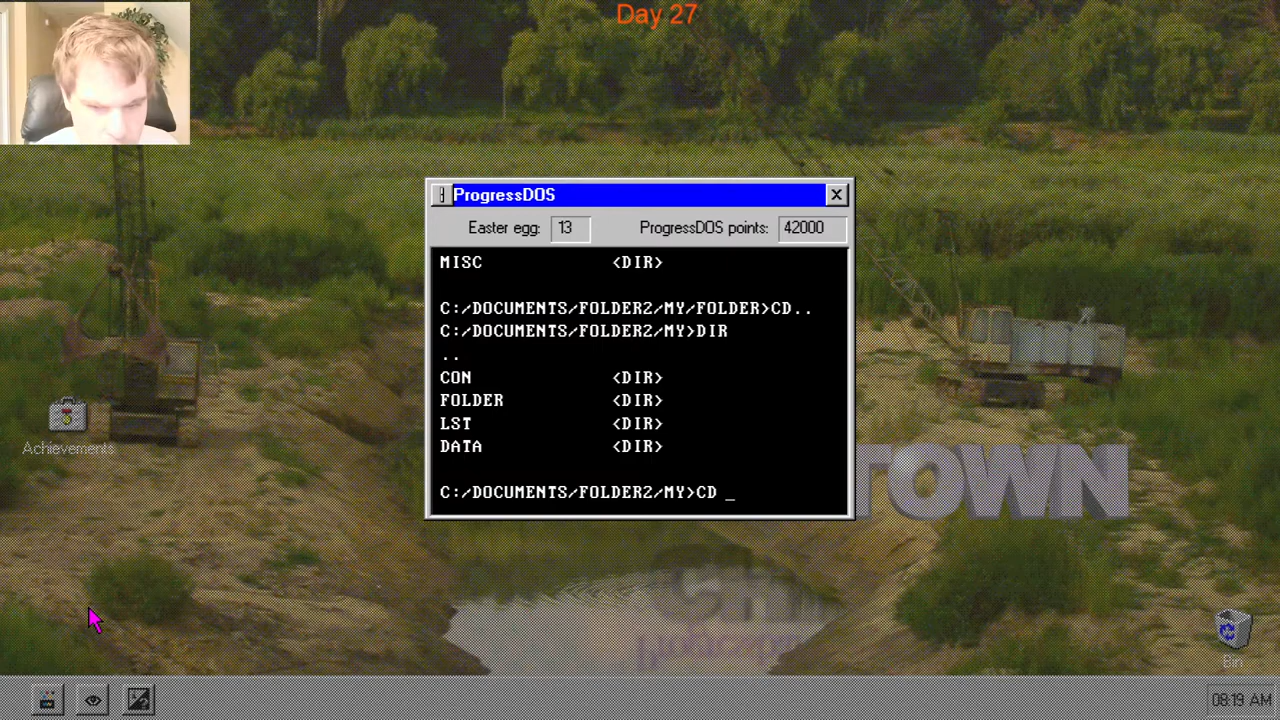 Day 27
ProgressDOS
Easter egg: 13 ProgressDOS points: 42000
MISC <DIR>
C:/DOCUMENTS/FOLDER2/MY/FOLDER>CD..
C:/DOCUMENTS/FOLDER2/MY>DIR
..
CON <DIR>
FOLDER <DIR>
LST <DIR>
DATA <DIR>
C:/DOCUMENTS/FOLDER2/MY>CD _
Achievements
TOWN
Bin
08:19 AM